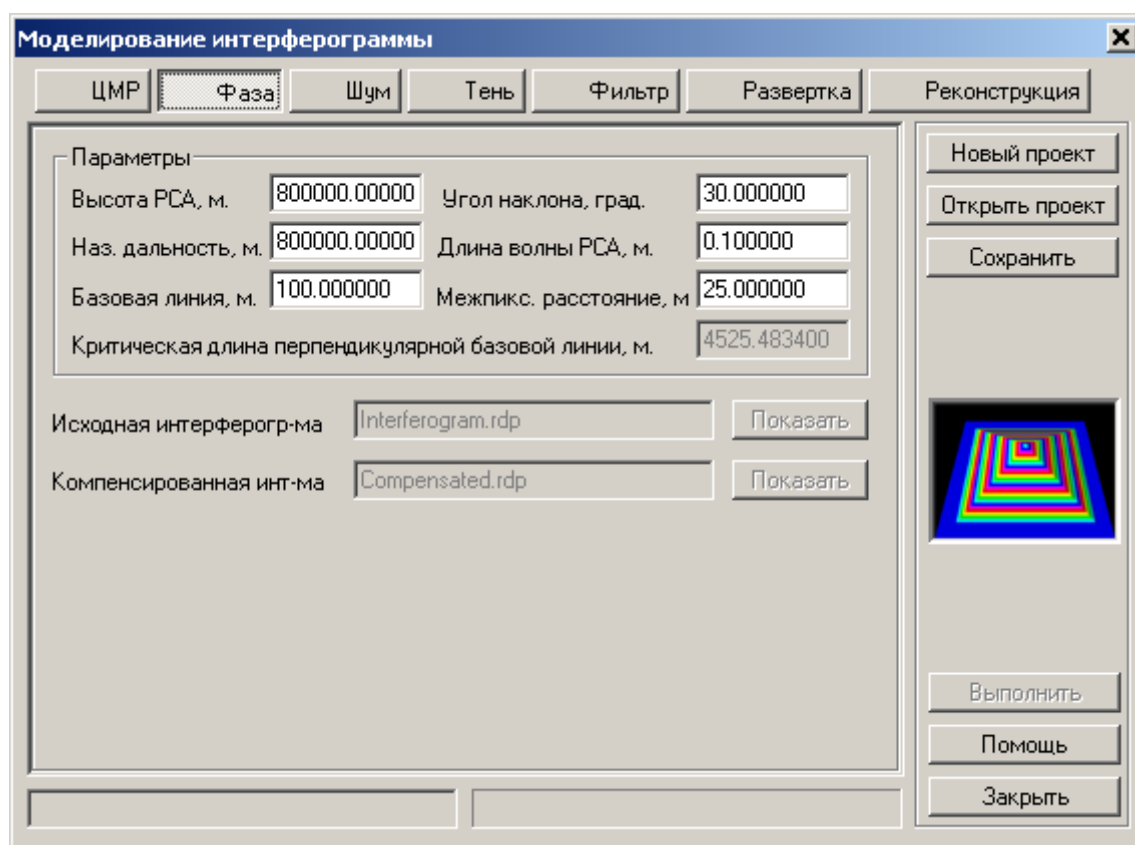 Моделирование интерферограммы
ЦМР Фаза Шум Тень Фильтр Развертка Реконструкция
Параметры
Высота РСА, м. 800000.00000 Угол наклона, град. 30.000000
Наз. дальность, м. 800000.00000 Длина волны РСА, м. 0.100000
Базовая линия, м. 100.000000 Межпикс. расстояние, м 25.000000
Критическая длина перпендикулярной базовой линии, м. 4525.483400
Исходная интерферогр-ма Interferogram.rdp Показать
Компенсированная инт-ма Compensated.rdp Показать
Новый проект
Открыть проект
Сохранить
Выполнить
Помощь
Закрыть